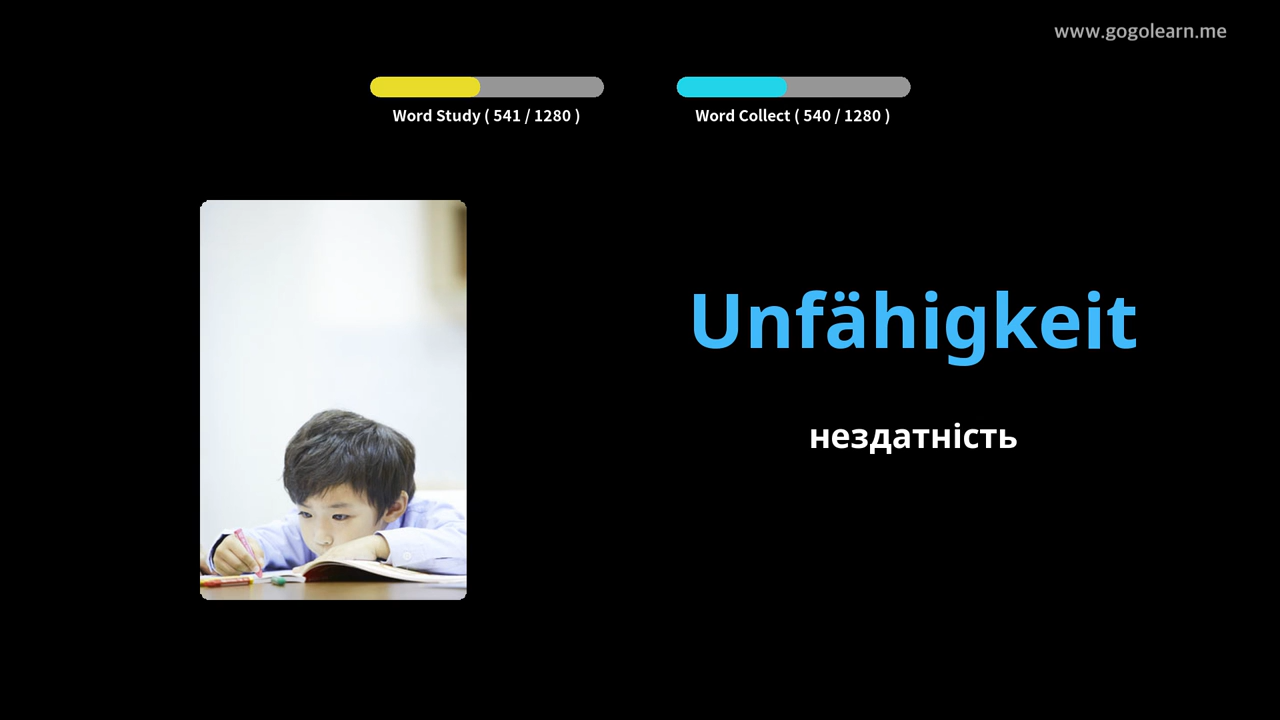 www.gogolearn.me
Word Study ( 541 / 1280 )
Word Collect ( 540 / 1280 )
Unfähigkeit
нездатність